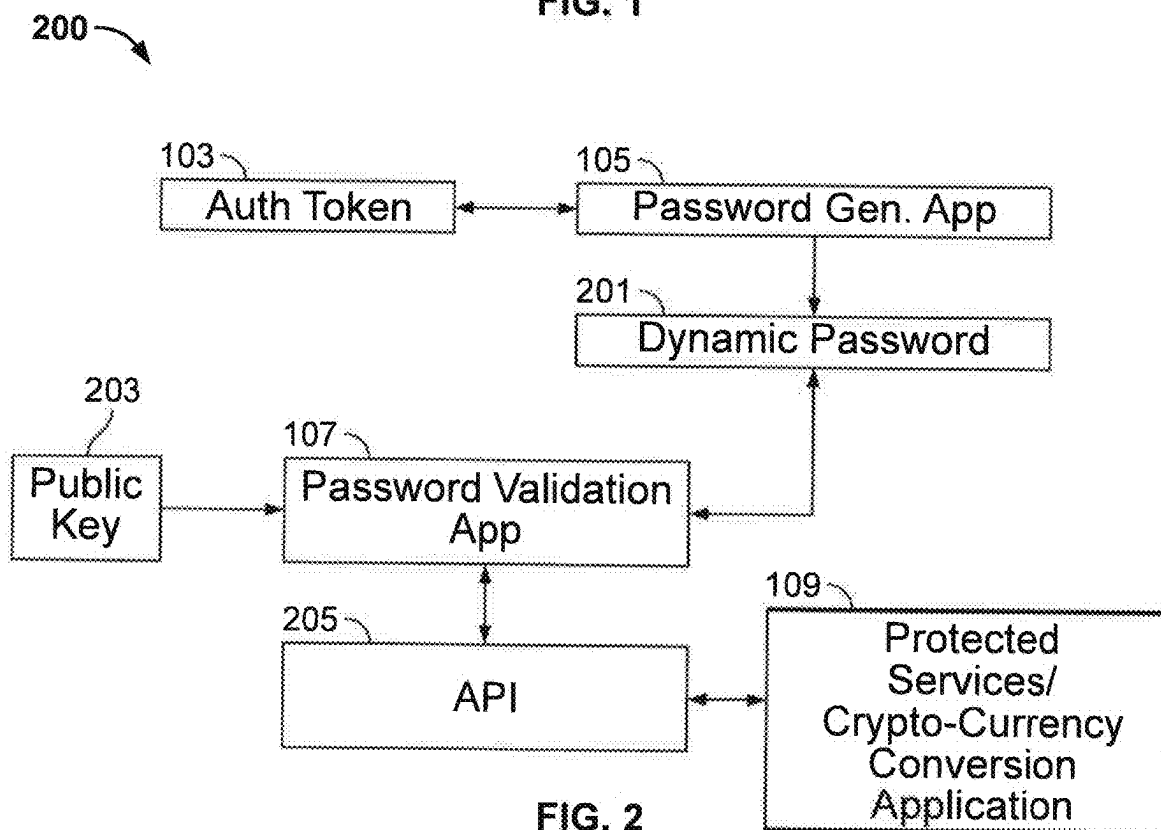 FIG. 1
200
103
Auth Token
105
Password Gen. App
201
Dynamic Password
203
Public
Key
107
Password Validation
App
205
API
109
Protected
Services/
Crypto-Currency
Conversion
Application
FIG. 2